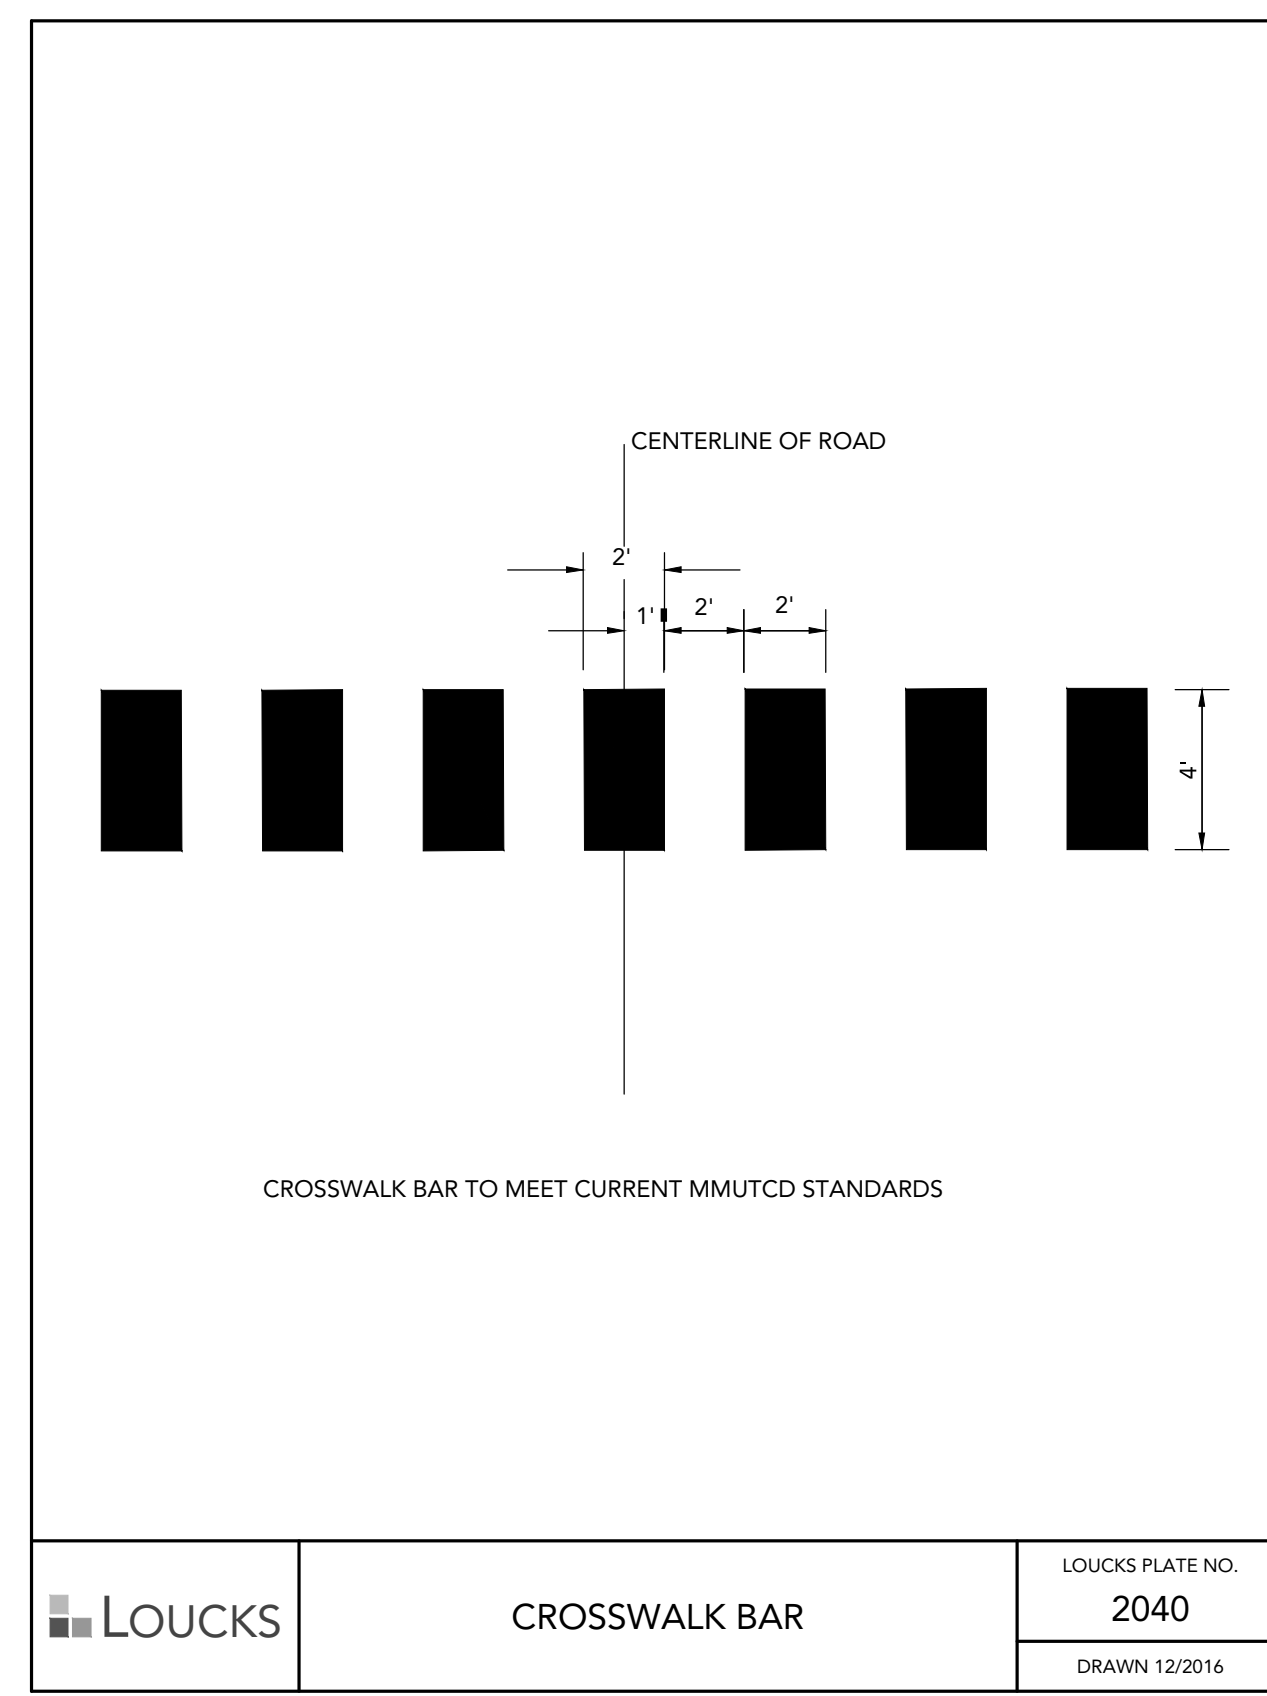 CENTERLINE OF ROAD
2'
1' 2' 2'
4'
CROSSWALK BAR TO MEET CURRENT MMUTCD STANDARDS
LOUCKS
CROSSWALK BAR
LOUCKS PLATE NO.
2040
DRAWN 12/2016